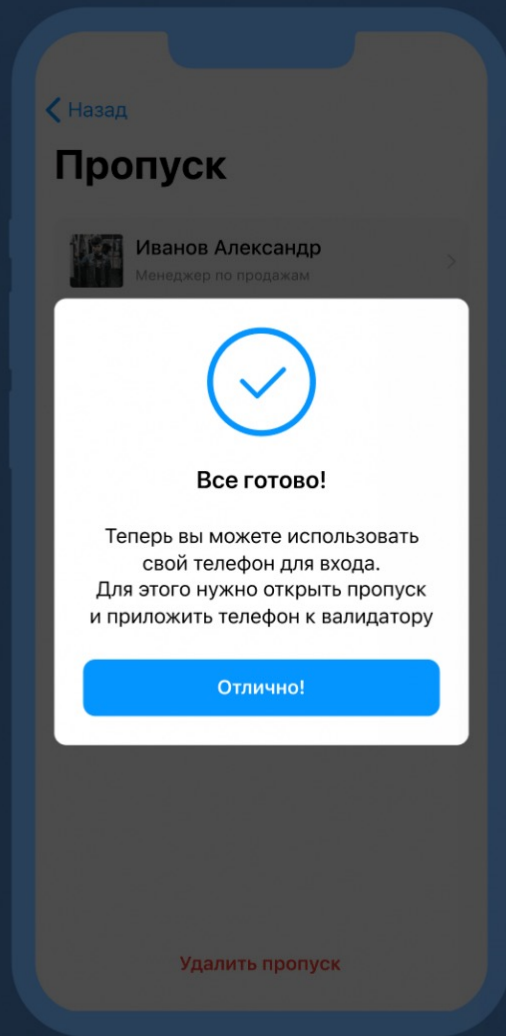 Назад
Пропуск
Иванов Александр
Менеджер по продажам
Все готово!
Теперь вы можете использовать
свой телефон для входа.
Для этого нужно открыть пропуск
и приложить телефон к валидатору
Отлично!
Удалить пропуск